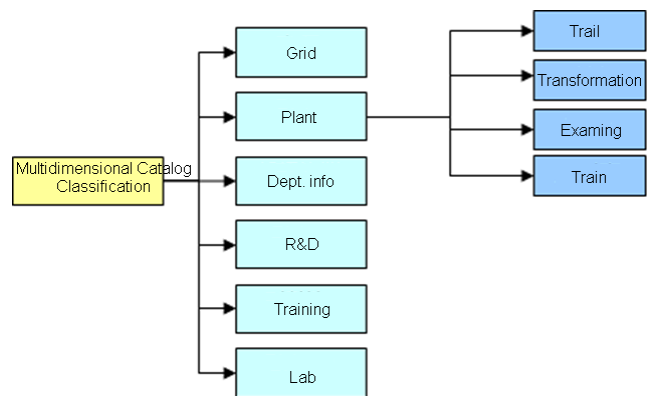 Multidimensional Catalog
Classification
Grid
Plant
Dept. info
R&D
Training
Lab
Trail
Transformation
Examing
Train